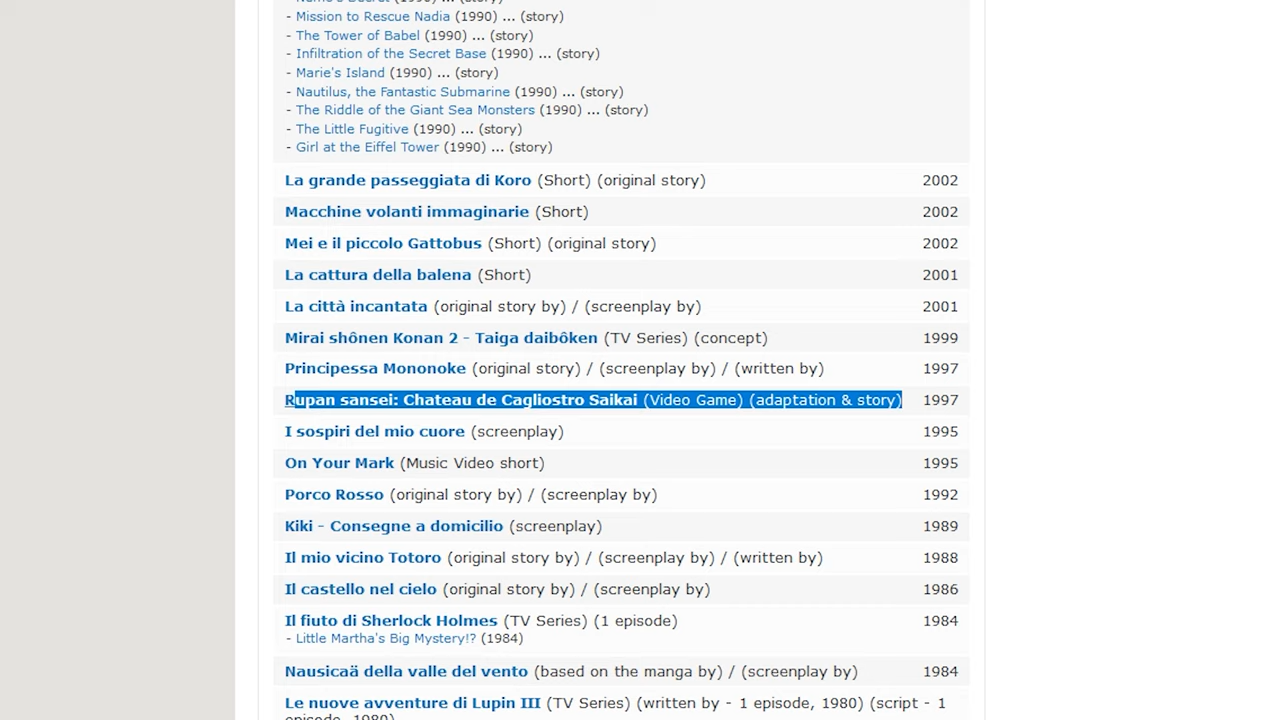 Nemo's Secret (1990) ... (story)
- Mission to Rescue Nadia (1990) ... (story)
- The Tower of Babel (1990) ... (story)
- Infiltration of the Secret Base (1990) ... (story)
- Marie's Island (1990) ... (story)
- Nautilus, the Fantastic Submarine (1990) ... (story)
- The Riddle of the Giant Sea Monsters (1990) ... (story)
- The Little Fugitive (1990) ... (story)
- Girl at the Eiffel Tower (1990) ... (story)
La grande passeggiata di Koro (Short) (original story) 2002
Macchine volanti immaginarie (Short) 2002
Mei e il piccolo Gattobus (Short) (original story) 2002
La cattura della balena (Short) 2001
La città incantata (original story by) / (screenplay by) 2001
Mirai shônen Konan 2 - Taiga daibôken (TV Series) (concept) 1999
Principessa Mononoke (original story) / (screenplay by) / (written by) 1997
Rupan sansei: Chateau de Cagliostro Saikai (Video Game) (adaptation & story) 1997
I sospiri del mio cuore (screenplay) 1995
On Your Mark (Music Video short) 1995
Porco Rosso (original story by) / (screenplay by) 1992
Kiki - Consegne a domicilio (screenplay) 1989
Il mio vicino Totoro (original story by) / (screenplay by) / (written by) 1988
Il castello nel cielo (original story by) / (screenplay by) 1986
Il fiuto di Sherlock Holmes (TV Series) (1 episode) 1984
- Little Martha's Big Mystery!? (1984)
Nausicaä della valle del vento (based on the manga by) / (screenplay by) 1984
Le nuove avventure di Lupin III (TV Series) (written by - 1 episode, 1980) (script - 1
episode, 1980)